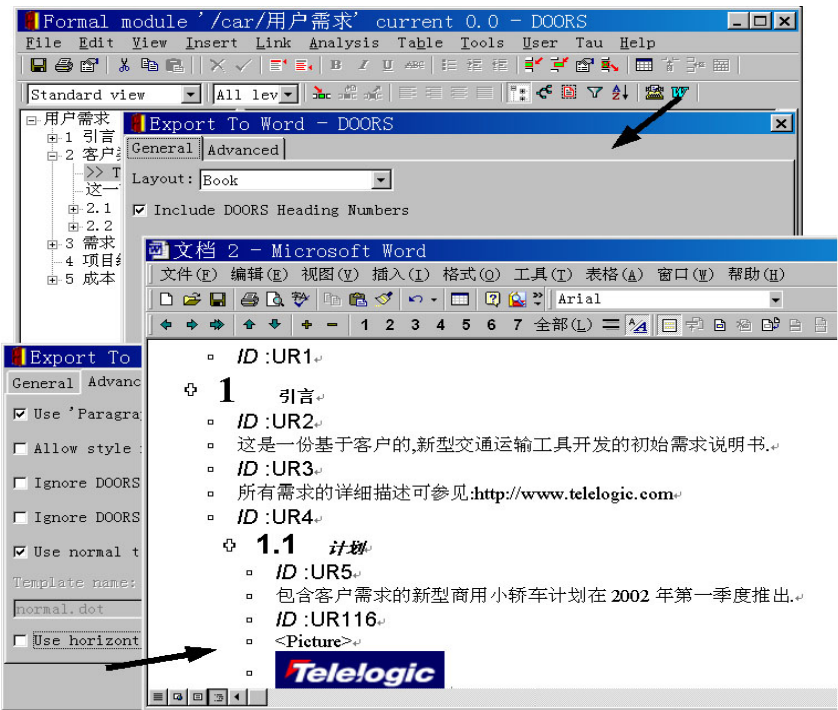 Formal module '/car/用户需求' current 0.0 - DOORS
File Edit View Insert Link Analysis Table Tools User Tau Help
B I U ABC
Standard view All lev
用户需求
1 引言
2 客户
>> T
这一
2.1
2.2
3 需求
4 项目
5 成本
Export To Word - DOORS
General Advanced
Layout: Book
Include DOORS Heading Numbers
文档 2 - Microsoft Word
文件(F) 编辑(E) 视图(V) 插入(I) 格式(O) 工具(T) 表格(A) 窗口(W) 帮助(H)
Arial
1 2 3 4 5 6 7 全部(L)
ID :UR1
1 引言
ID :UR2
这是一份基于客户的,新型交通运输工具开发的初始需求说明书.
ID :UR3
所有需求的详细描述可参见:http://www.telelogic.com
ID :UR4
1.1 计划
ID :UR5
包含客户需求的新型商用小轿车计划在 2002 年第一季度推出.
ID :UR116
<Picture>
Telelogic
Export To
General Advanc
Use 'Paragra
Allow style
Ignore DOORS
Ignore DOORS
Use normal t
Template name:
normal.dot
Use horizont